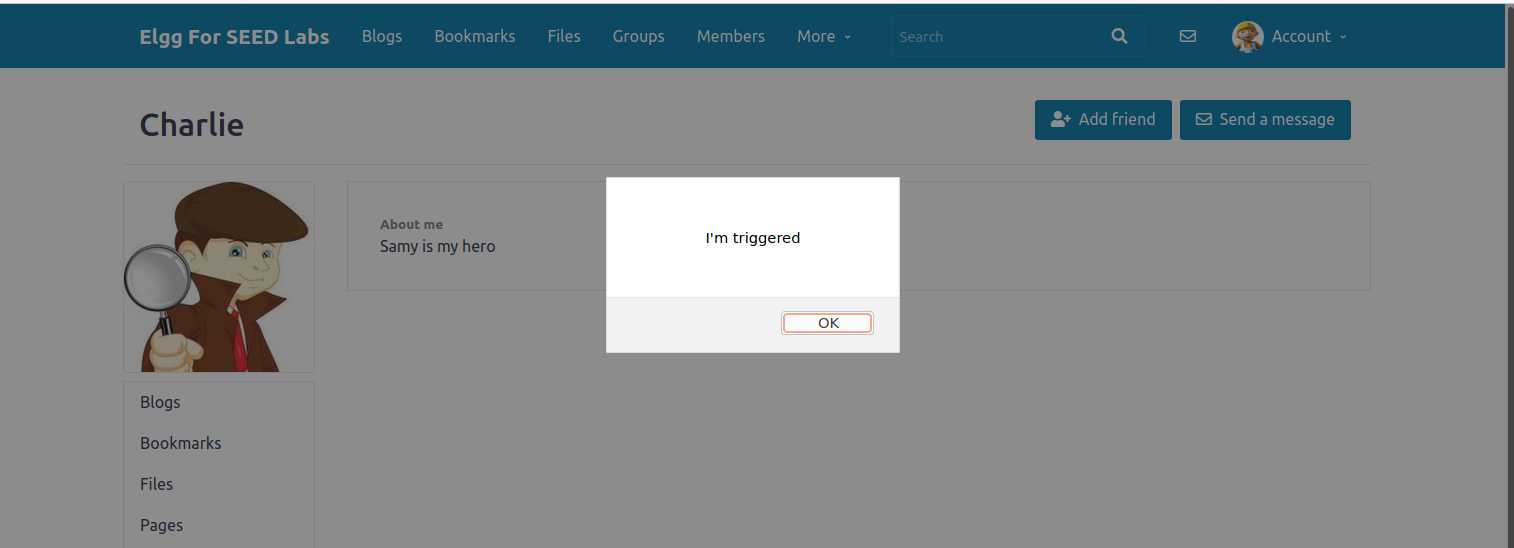 Elgg For SEED Labs Blogs Bookmarks Files Groups Members More Search Account
Charlie Add friend Send a message
I'm triggered
OK
About me
Samy is my hero
Blogs
Bookmarks
Files
Pages